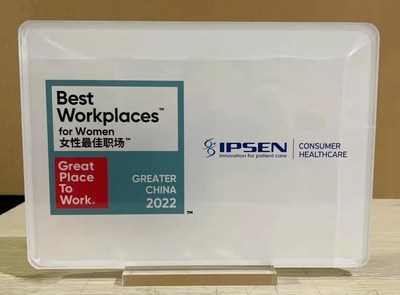 Best
Workplaces™
for Women
女性最佳职场™
Great
Place
To
Work®
GREATER
CHINA
2022
™
IPSEN
Innovation for patient care
CONSUMER
HEALTHCARE